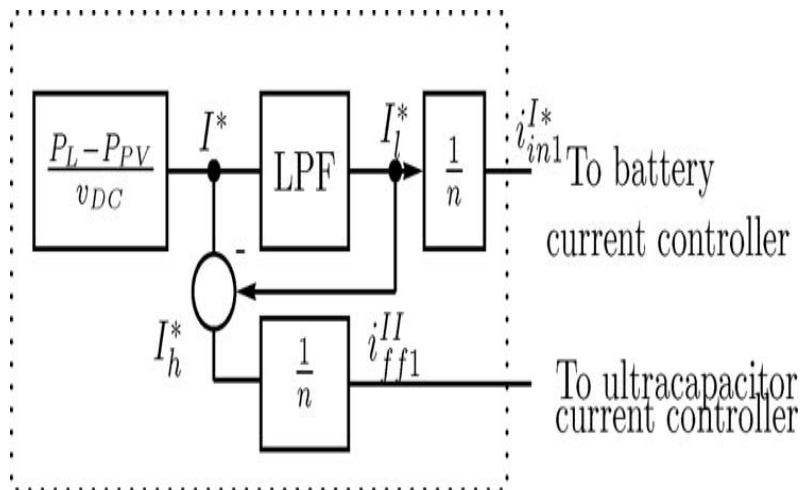 P_L − P_PV
v_DC
I*
LPF
I_l*
1
n
i_in1^I*
To battery
current controller
-
I_h*
1
n
i_ff1^II
To ultracapacitor
current controller